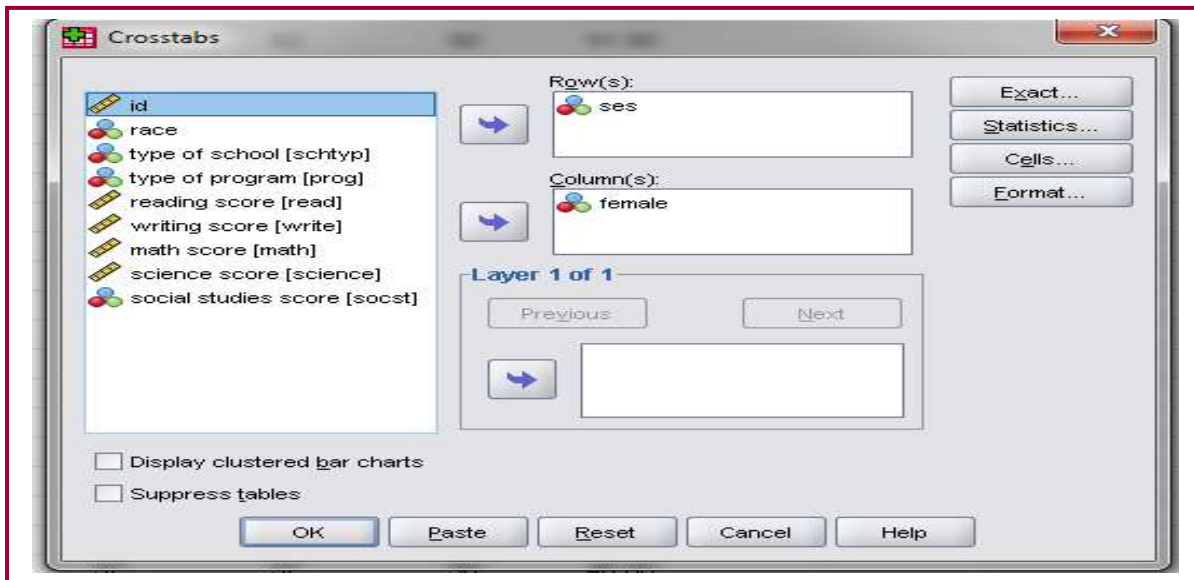 Crosstabs
id
race
type of school [schtyp]
type of program [prog]
reading score [read]
writing score [write]
math score [math]
science score [science]
social studies score [socst]
Row(s):
ses
Column(s):
female
Layer 1 of 1
Previous
Next
Exact...
Statistics...
Cells...
Format...
Display clustered bar charts
Suppress tables
OK
Paste
Reset
Cancel
Help